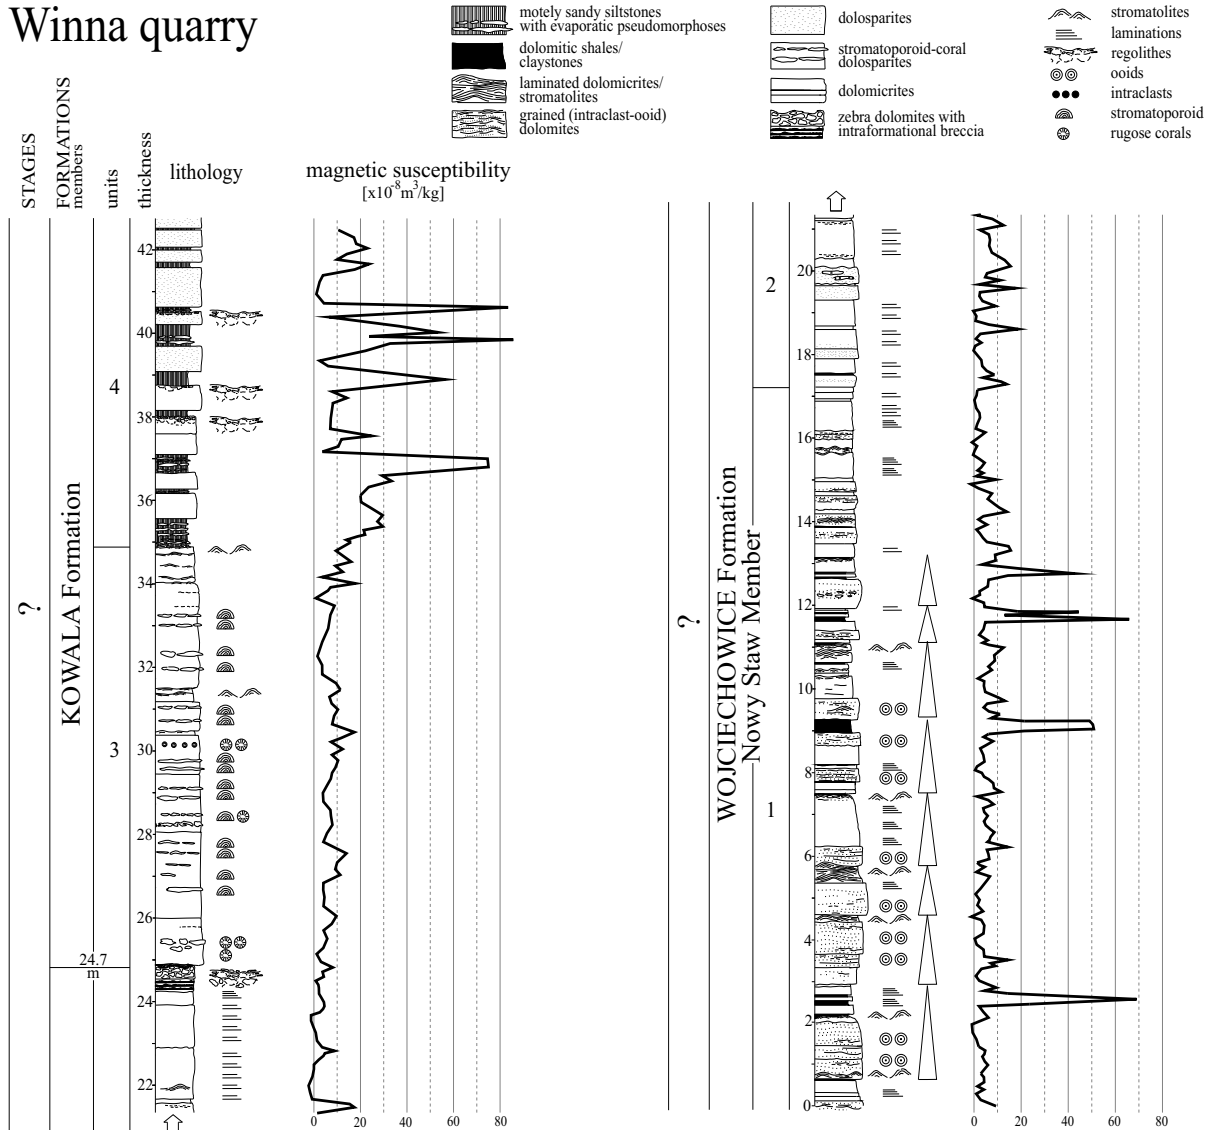 Winna quarry
motely sandy siltstones
with evaporatic pseudomorphoses
dolomitic shales/
claystones
laminated dolomicrites/
stromatolites
grained (intraclast-ooid)
dolomites
dolosparites
stromatoporoid-coral
dolosparites
dolomicrites
zebra dolomites with
intraformational breccia
stromatolites
laminations
regolithes
ooids
intraclasts
stromatoporoid
rugose corals
STAGES
FORMATIONS
members
units
thickness
lithology
magnetic susceptibility
[x10-8m3/kg]
42
40
38
36
34
32
30
28
26
24
22
?
KOWALA Formation
4
3
24.7
m
0
20
40
60
80
?
WOJCIECHOWICE Formation
Nowy Staw Member
2
1
20
18
16
14
12
10
8
6
4
2
0
0
20
40
60
80